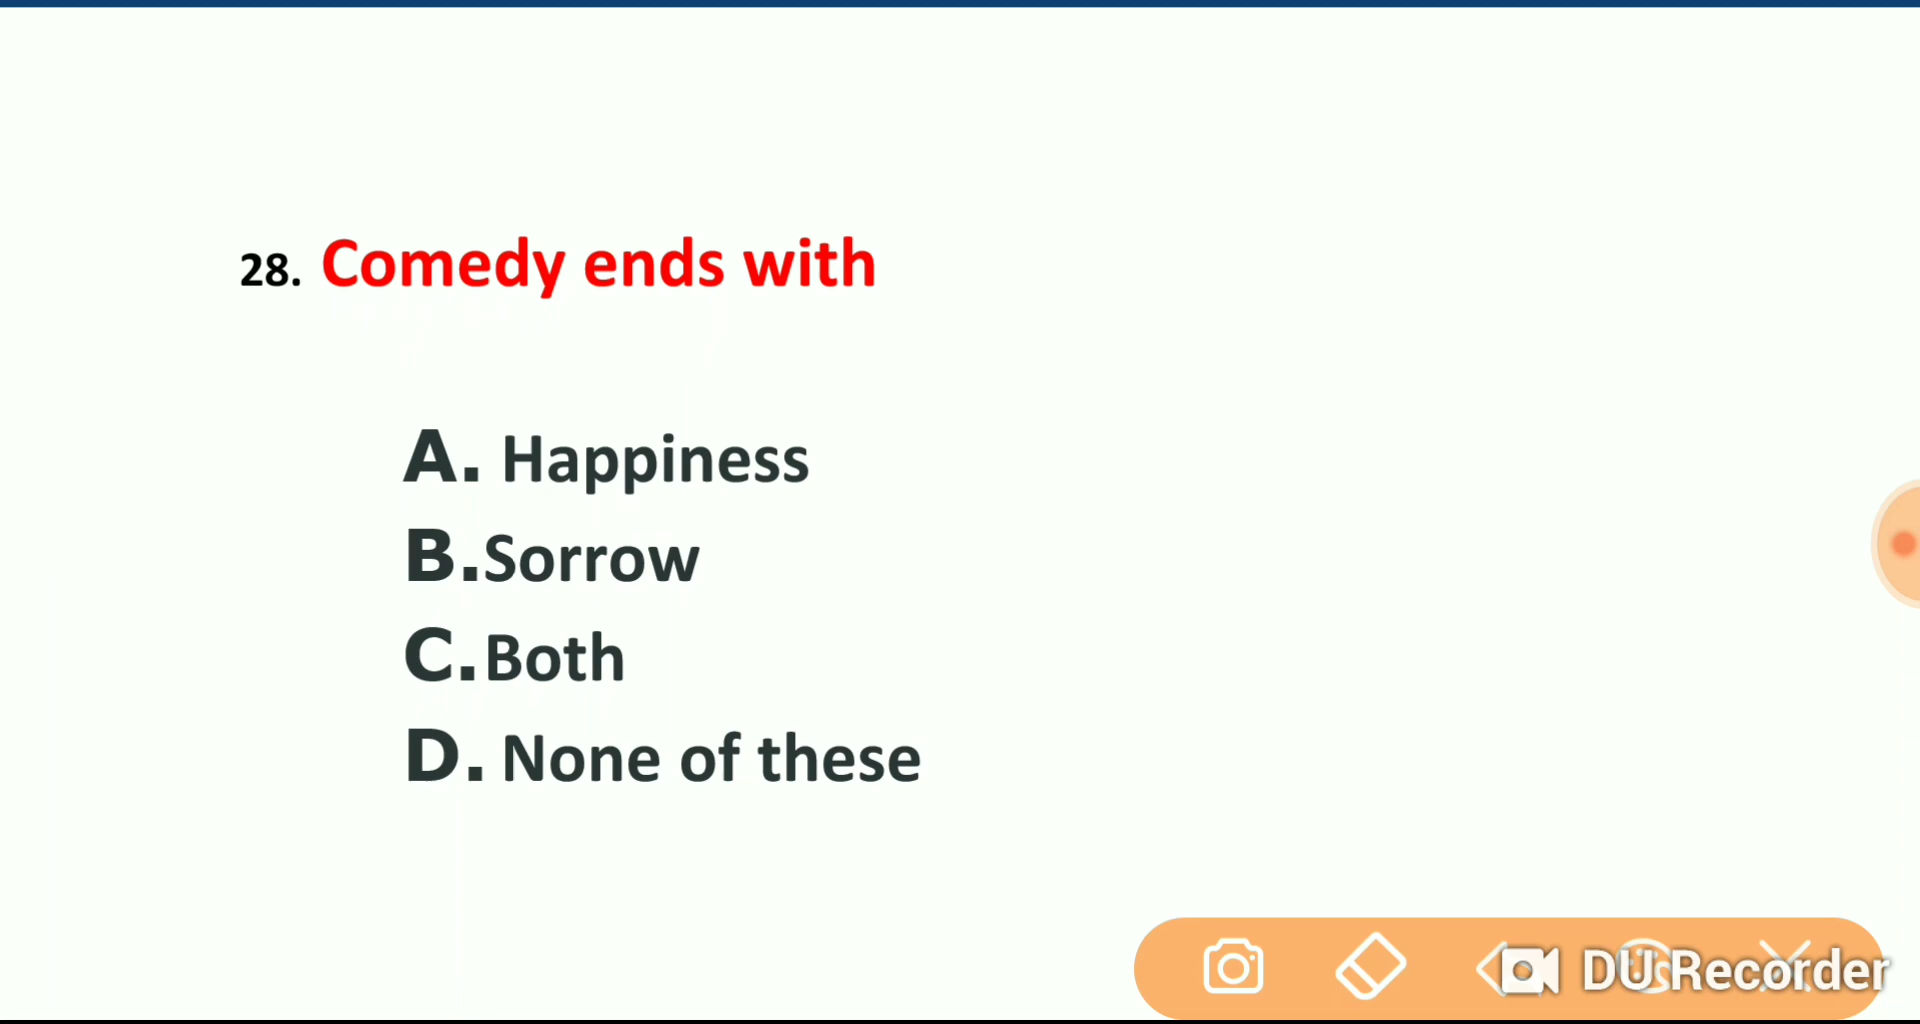 28. Comedy ends with
A. Happiness
B.Sorrow
C.Both
D. None of these
DU Recorder